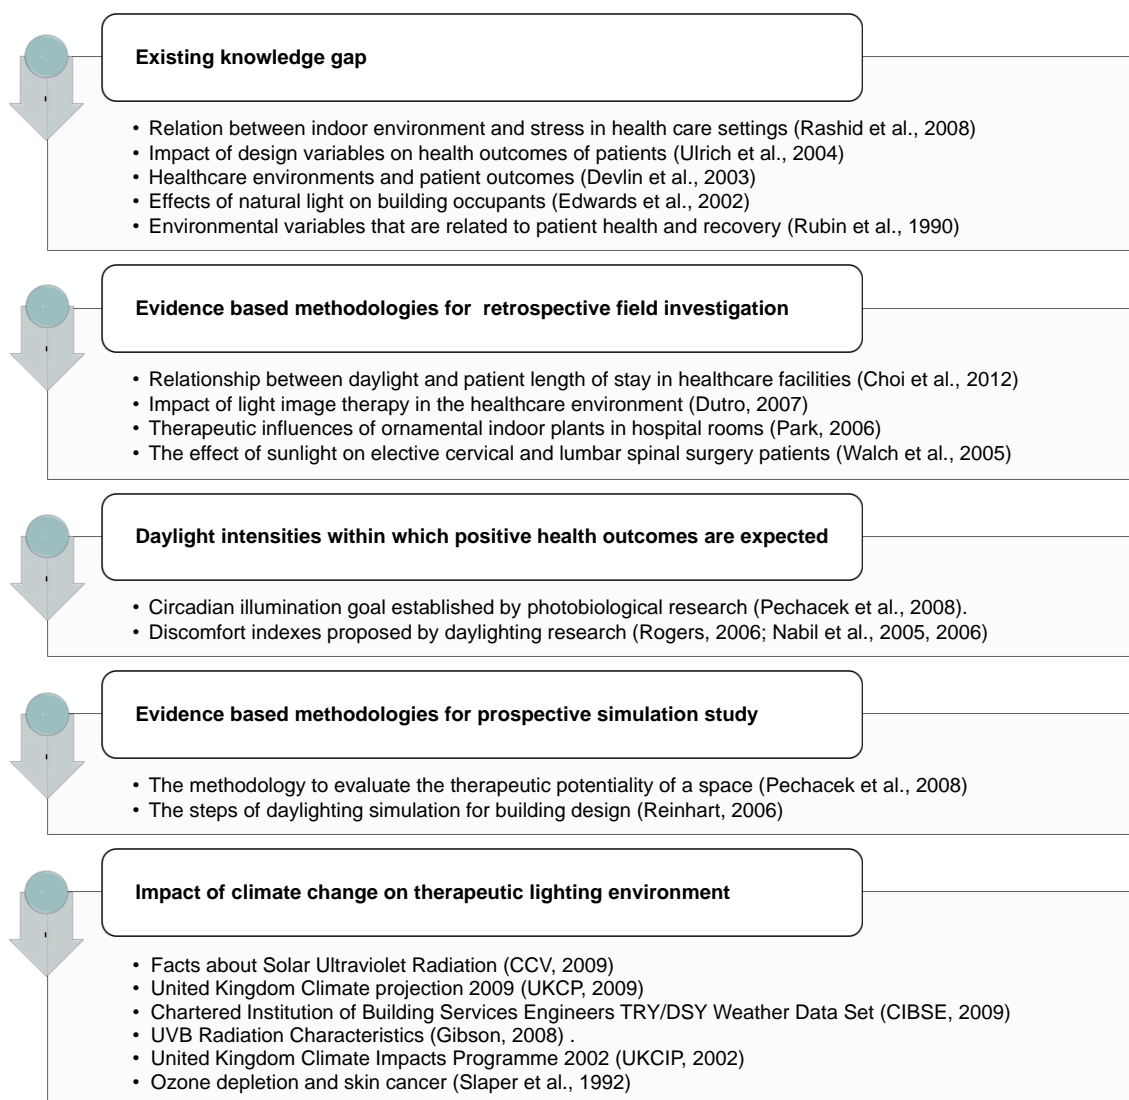 Existing knowledge gap
• Relation between indoor environment and stress in health care settings (Rashid et al., 2008)
• Impact of design variables on health outcomes of patients (Ulrich et al., 2004)
• Healthcare environments and patient outcomes (Devlin et al., 2003)
• Effects of natural light on building occupants (Edwards et al., 2002)
• Environmental variables that are related to patient health and recovery (Rubin et al., 1990)
Evidence based methodologies for retrospective field investigation
• Relationship between daylight and patient length of stay in healthcare facilities (Choi et al., 2012)
• Impact of light image therapy in the healthcare environment (Dutro, 2007)
• Therapeutic influences of ornamental indoor plants in hospital rooms (Park, 2006)
• The effect of sunlight on elective cervical and lumbar spinal surgery patients (Walch et al., 2005)
Daylight intensities within which positive health outcomes are expected
• Circadian illumination goal established by photobiological research (Pechacek et al., 2008).
• Discomfort indexes proposed by daylighting research (Rogers, 2006; Nabil et al., 2005, 2006)
Evidence based methodologies for prospective simulation study
• The methodology to evaluate the therapeutic potentiality of a space (Pechacek et al., 2008)
• The steps of daylighting simulation for building design (Reinhart, 2006)
Impact of climate change on therapeutic lighting environment
• Facts about Solar Ultraviolet Radiation (CCV, 2009)
• United Kingdom Climate projection 2009 (UKCP, 2009)
• Chartered Institution of Building Services Engineers TRY/DSY Weather Data Set (CIBSE, 2009)
• UVB Radiation Characteristics (Gibson, 2008) .
• United Kingdom Climate Impacts Programme 2002 (UKCIP, 2002)
• Ozone depletion and skin cancer (Slaper et al., 1992)